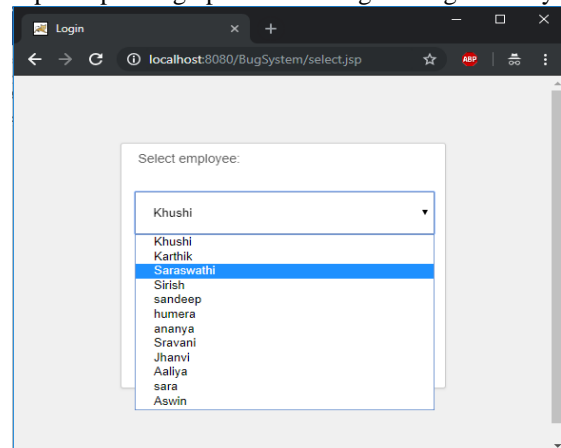 Login
localhost:8080/BugSystem/select.jsp
ABP
Select employee:
Khushi
Khushi
Karthik
Saraswathi
Sirish
sandeep
humera
ananya
Sravani
Jhanvi
Aaliya
sara
Aswin